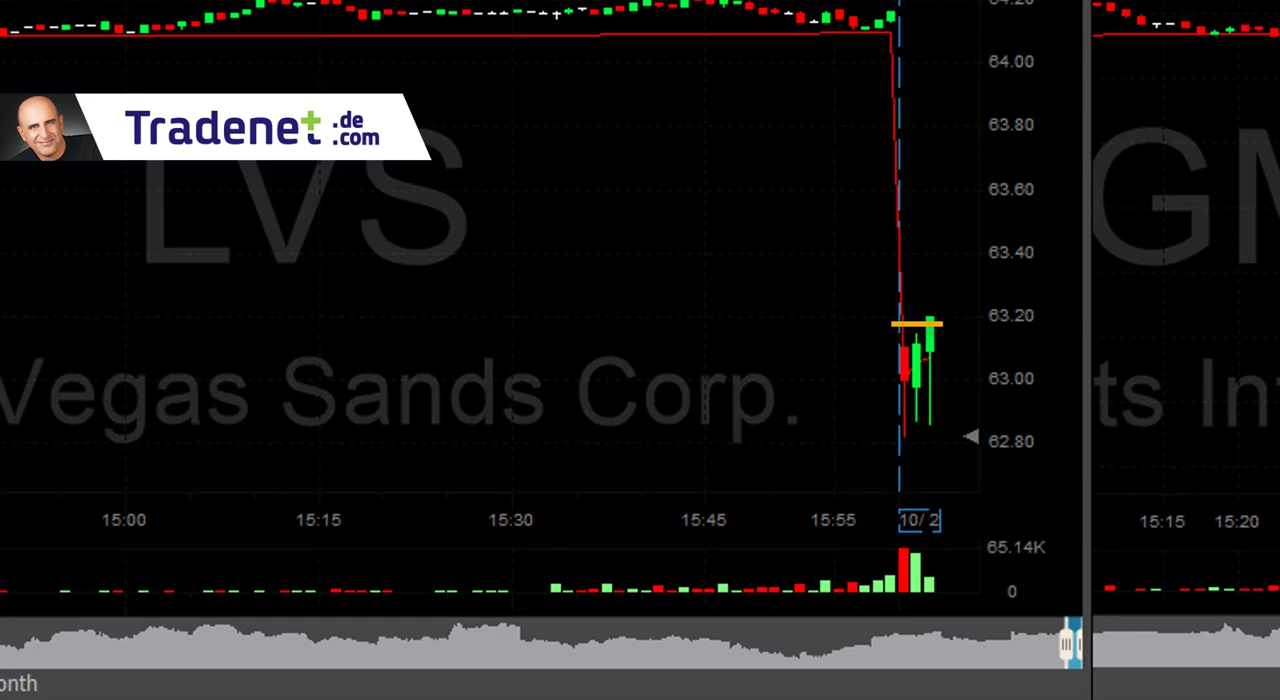 64.20
64.00
Tradenet .de
.com
63.80
LVS
GM
63.60
63.40
63.20
63.00
Vegas Sands Corp.
ts In
62.80
15:00 15:15 15:30 15:45 15:55 10/ 2
15:15 15:20
65.14K
0
onth